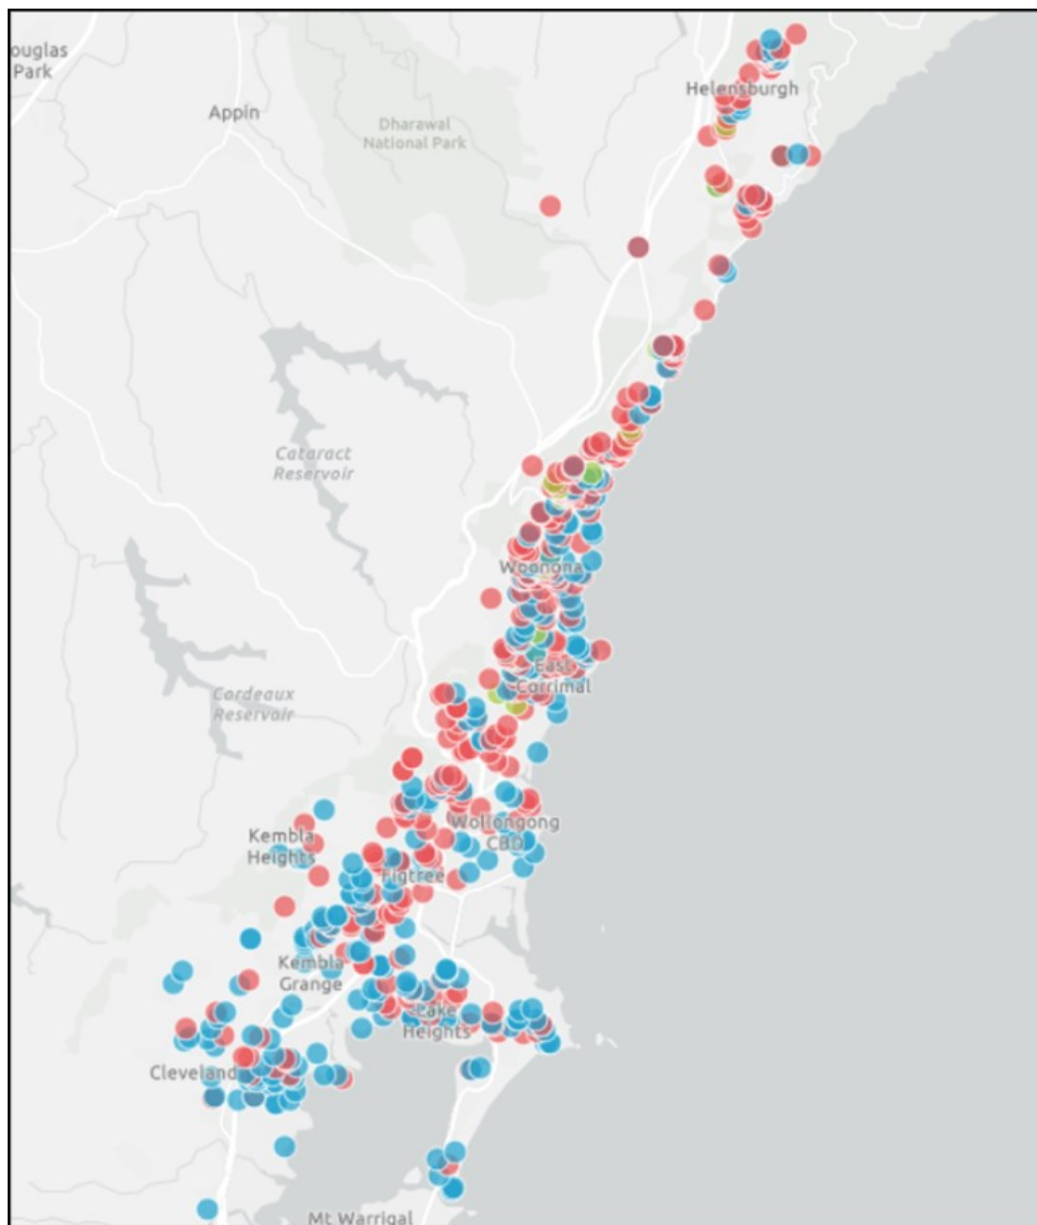 ouglas
Park
Helensburgh
Appin
Dharawal
National Park
Cataract
Reservoir
Woonona
East
Corrimal
Cordeaux
Reservoir
Wollongong
CBD
Kembla
Heights
Figtree
Kembla
Grange
Lake
Heights
Cleveland
Mt Warrigal